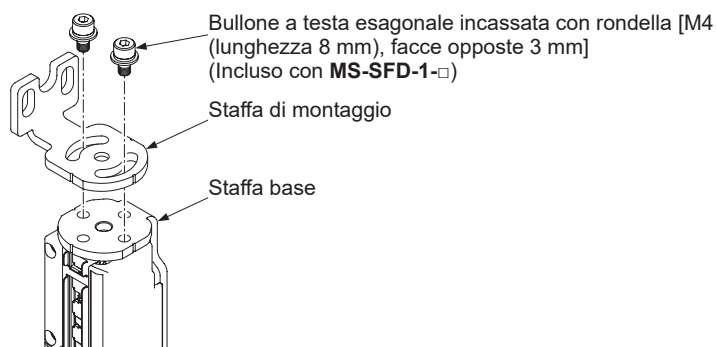 Bullone a testa esagonale incassata con rondella [M4
(lunghezza 8 mm), facce opposte 3 mm]
(Incluso con MS-SFD-1-□)
Staffa di montaggio
Staffa base